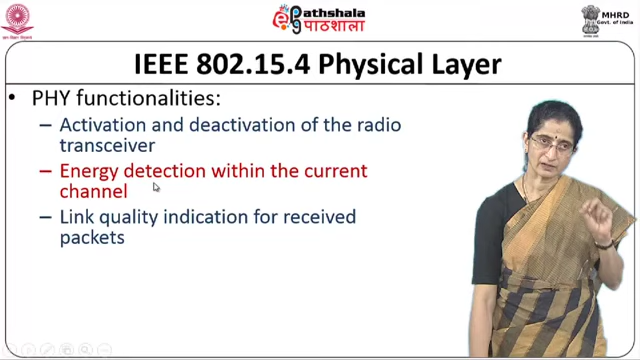 Pathshala
पाठशाला
MHRD
Govt. of India
IEEE 802.15.4 Physical Layer
• PHY functionalities:
– Activation and deactivation of the radio
transceiver
– Energy detection within the current
channel
– Link quality indication for received
packets